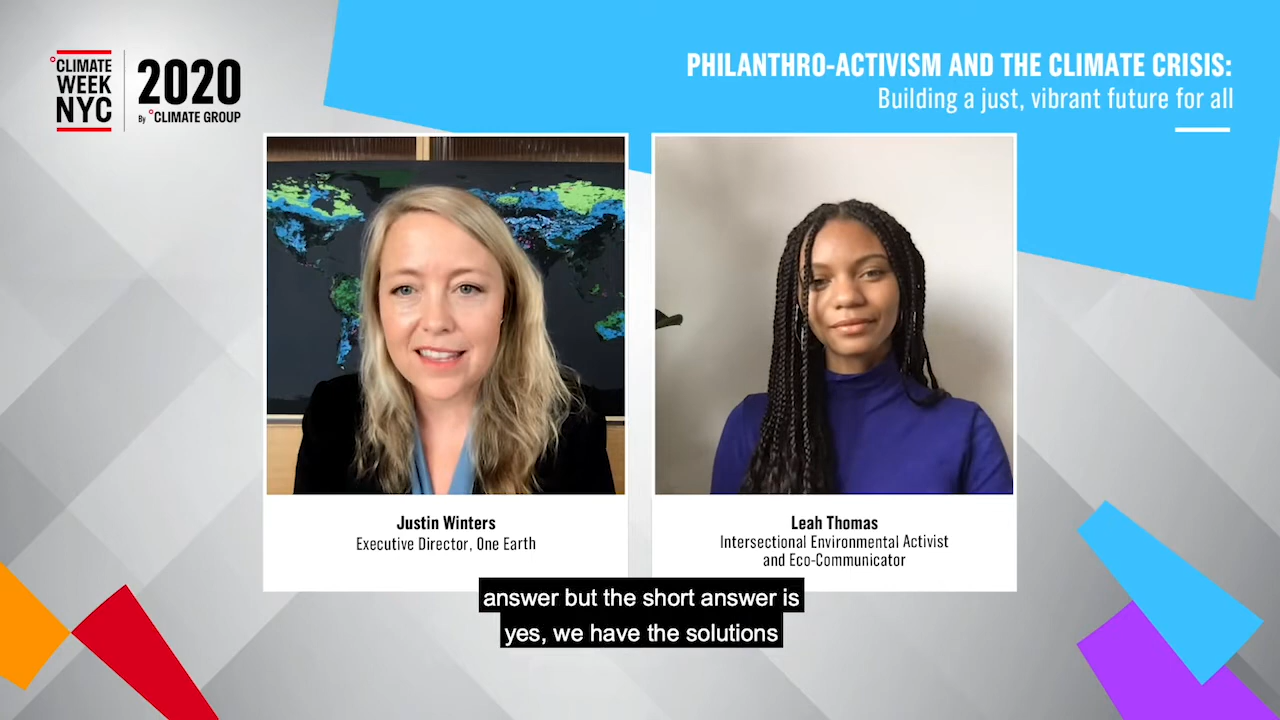 °CLIMATE
WEEK
NYC
2020
By °CLIMATE GROUP
PHILANTHRO-ACTIVISM AND THE CLIMATE CRISIS:
Building a just, vibrant future for all
Justin Winters
Executive Director, One Earth
Leah Thomas
Intersectional Environmental Activist
and Eco-Communicator
answer but the short answer is
yes, we have the solutions